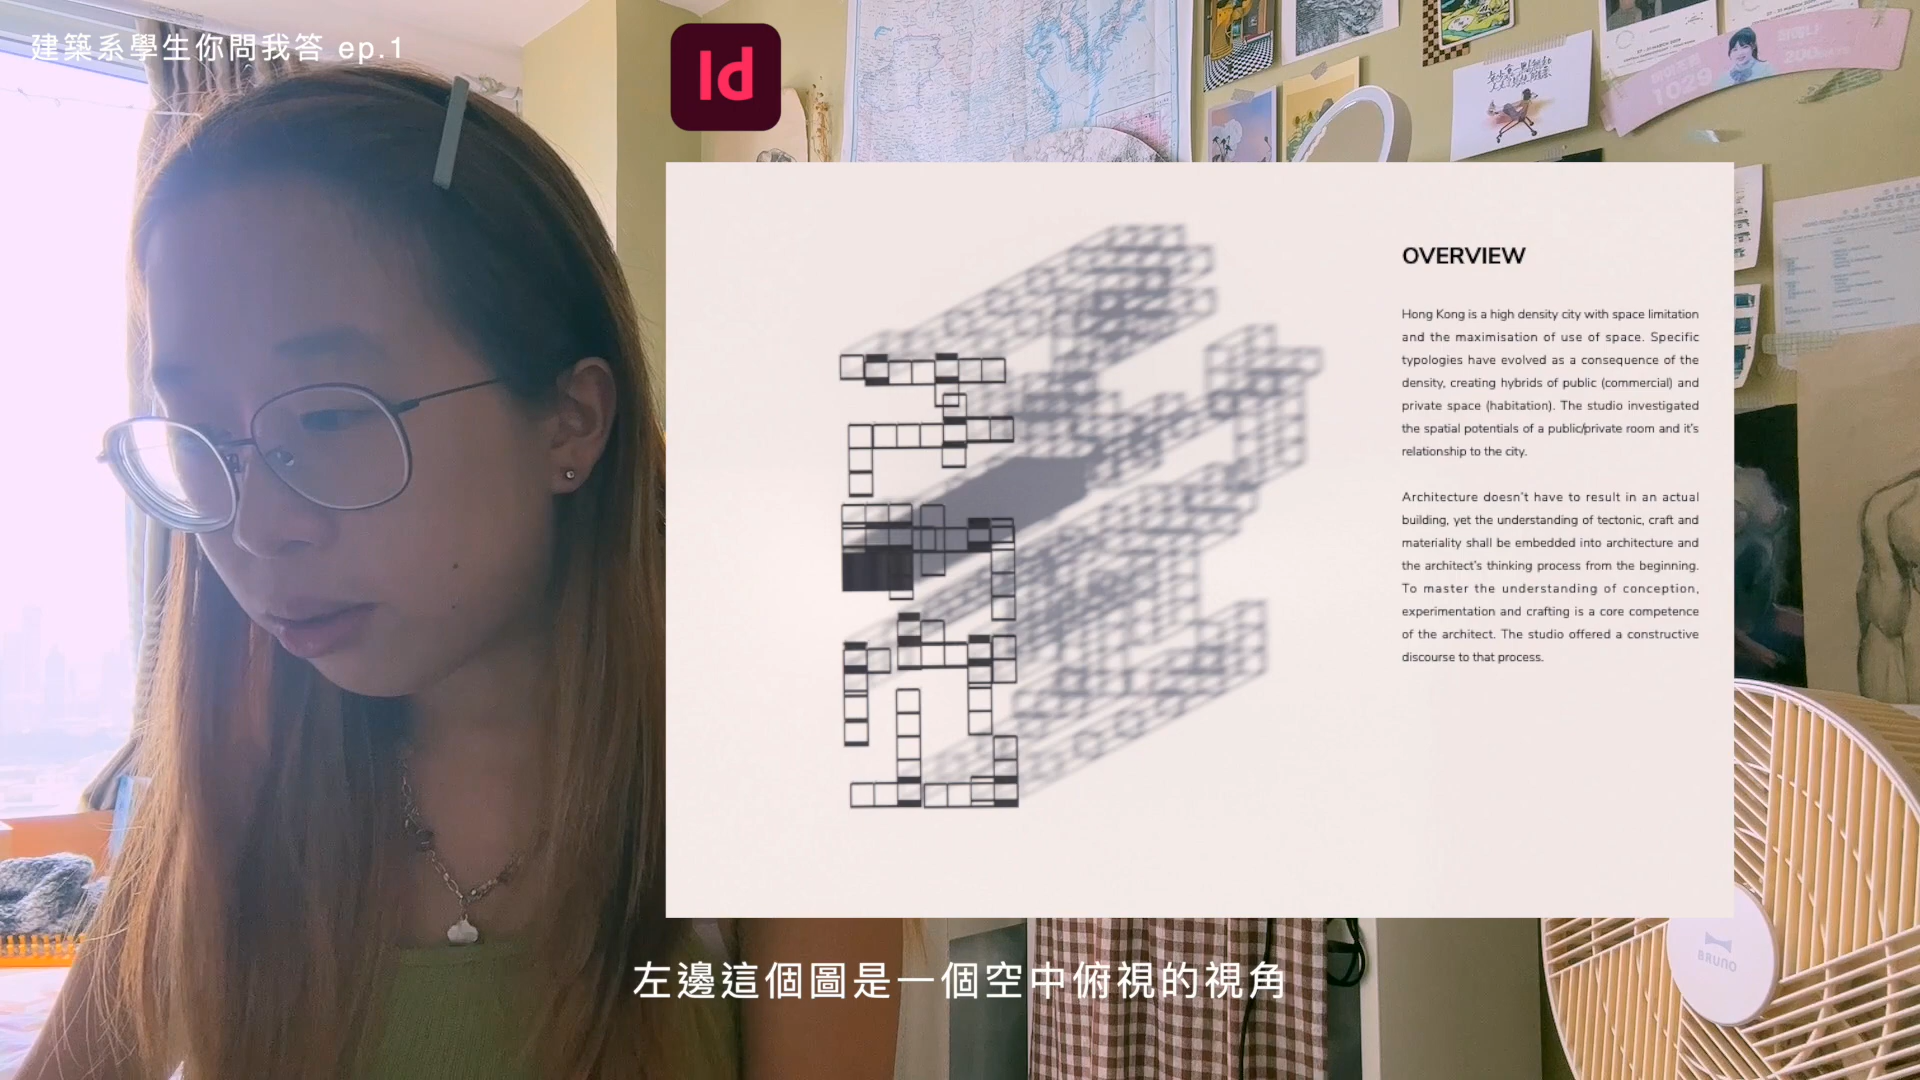 建築系學生你問我答 ep.1
Id
1029
OVERVIEW
Hong Kong is a high density city with space limitation
and the maximisation of use of space. Specific
typologies have evolved as a consequence of the
density, creating hybrids of public (commercial) and
private space (habitation). The studio investigated
the spatial potentials of a public/private room and it's
relationship to the city.
Architecture doesn't have to result in an actual
building, yet the understanding of tectonic, craft and
materiality shall be embedded into architecture and
the architect's thinking process from the beginning.
To master the understanding of conception,
experimentation and crafting is a core competence
of the architect. The studio offered a constructive
discourse to that process.
BRUNO
左邊這個圖是一個空中俯視的視角